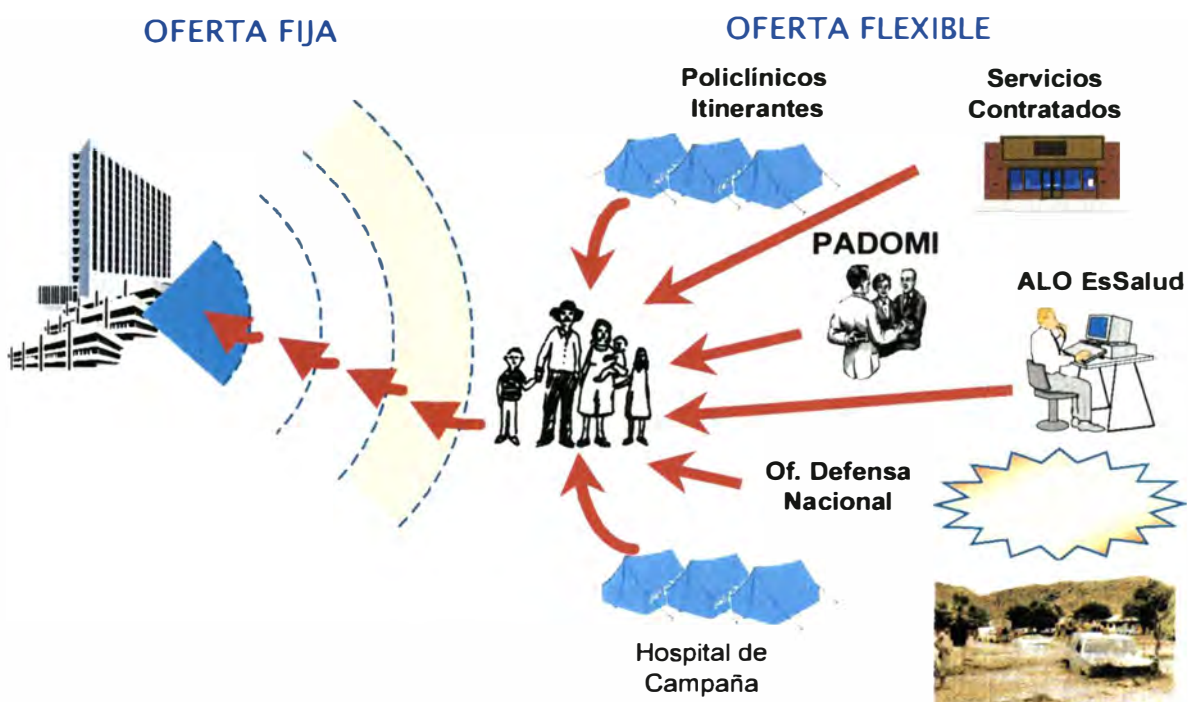 OFERTA FIJA
OFERTA FLEXIBLE
Policlínicos
Itinerantes
Servicios
Contratados
PADOMI
ALO EsSalud
Of. Defensa
Nacional
Hospital de
Campaña